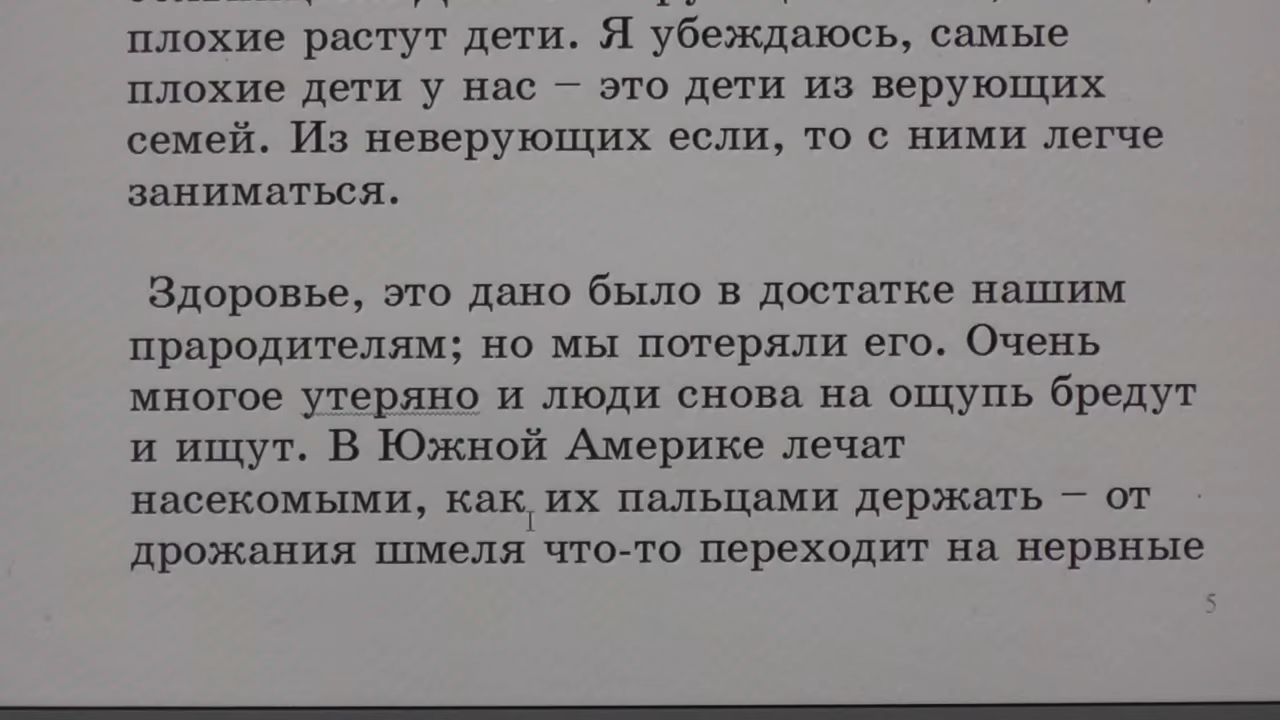 плохие растут дети. Я убеждаюсь, самые
плохие дети у нас – это дети из верующих
семей. Из неверующих если, то с ними легче
заниматься.
Здоровье, это дано было в достатке нашим
прародителям; но мы потеряли его. Очень
многое утеряно и люди снова на ощупь бредут
и ищут. В Южной Америке лечат
насекомыми, как их пальцами держать – от
дрожания шмеля что-то переходит на нервные
5